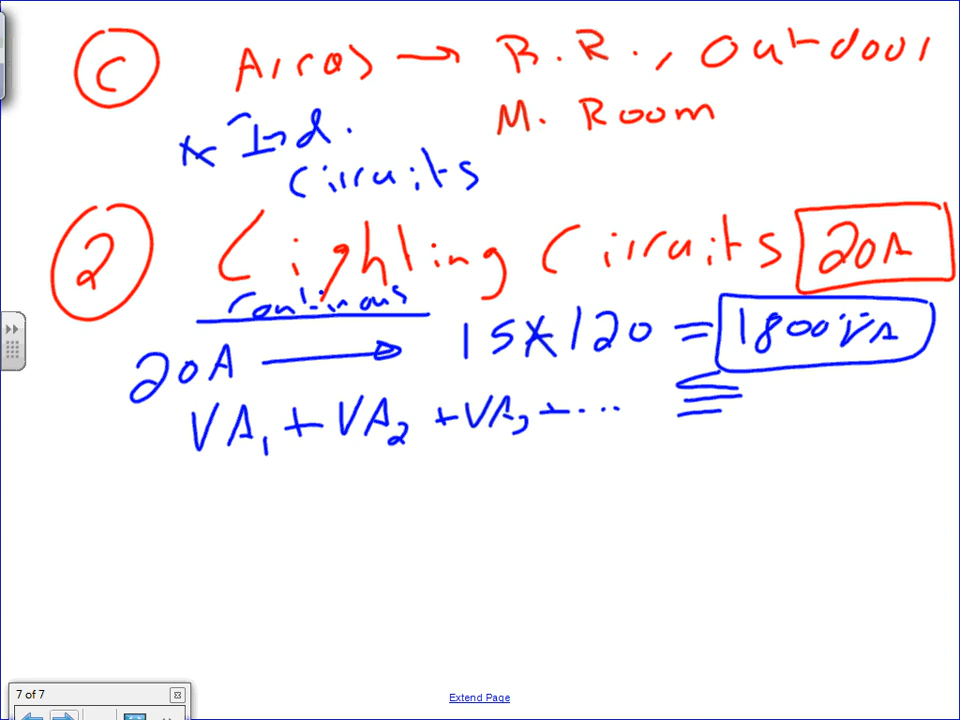 C Areas → B.R., Outdoor
M. Room
* Ind.
Circuits
2 Lighting Circuits 20A
Continous
20A → 15*120 = 1800VA
VA1 + VA2 + VA3 + ...
7 of 7
Extend Page